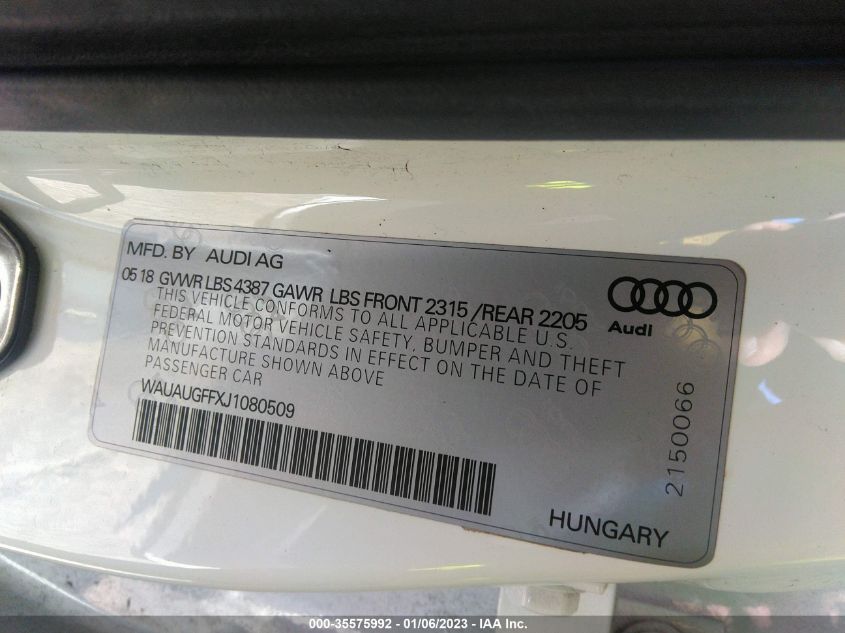 MFD. BY AUDI AG
05 18 GVWR LBS 4387 GAWR LBS FRONT 2315 /REAR 2205
THIS VEHICLE CONFORMS TO ALL APPLICABLE U.S.
FEDERAL MOTOR VEHICLE SAFETY, BUMPER AND THEFT
PREVENTION STANDARDS IN EFFECT ON THE DATE OF
MANUFACTURE SHOWN ABOVE
PASSENGER CAR
WAUAUGFFXJ1080509
Audi
2150066
HUNGARY
000-35575992 - 01/06/2023 - IAA Inc.